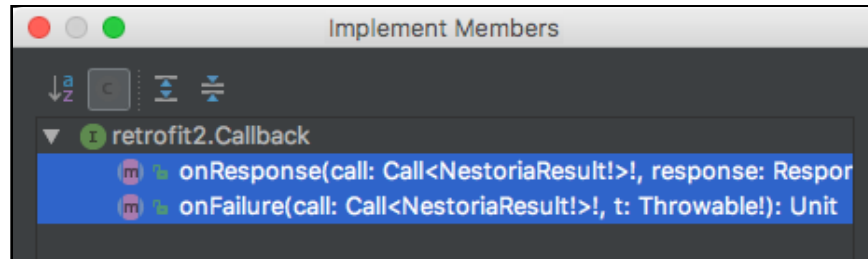 Implement Members
a
z
C
I retrofit2.Callback
m onResponse(call: Call<NestoriaResult!>!, response: Respor
m onFailure(call: Call<NestoriaResult!>!, t: Throwable!): Unit